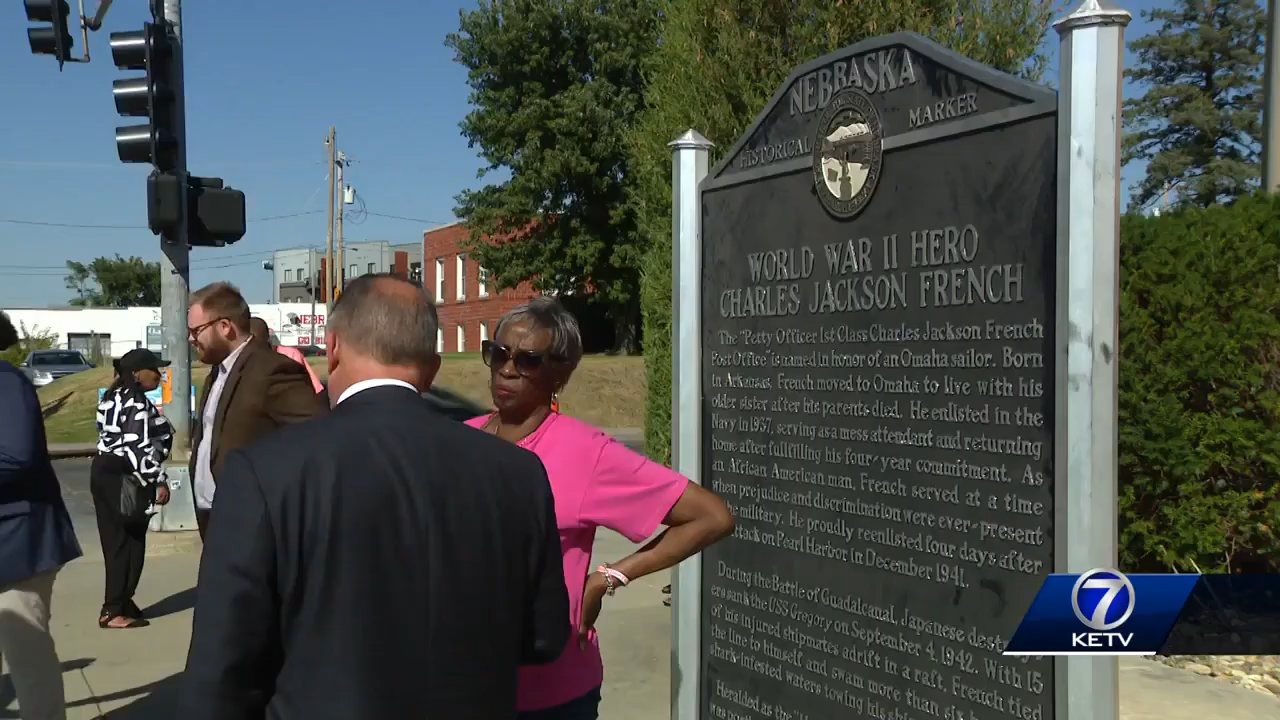 NEBRASKA
HISTORICAL MARKER
WORLD WAR II HERO
CHARLES JACKSON FRENCH
The "Petty Officer 1st Class Charles Jackson French
Post Office" is named in honor of an Omaha sailor. Born
in Arkansas, French moved to Omaha to live with his
older sister after his parents died. He enlisted in the
Navy in 1937, serving as a mess attendant and returning
home after fullfilling his four-year commitment. As
an African American man, French served at a time
when prejudice and discrimination were ever-present
military. He proudly reenlisted four days after
attack on Pearl Harbor in December 1941.
During the Battle of Guadalcanal, Japanese destroy
ers sank the USS Gregory on September 4, 1942. With 15
of his injured shipmates adrift in a raft, French tied
the line to himself and swam more than six
shark-infested waters towing his
Heralded as the
7
KETV